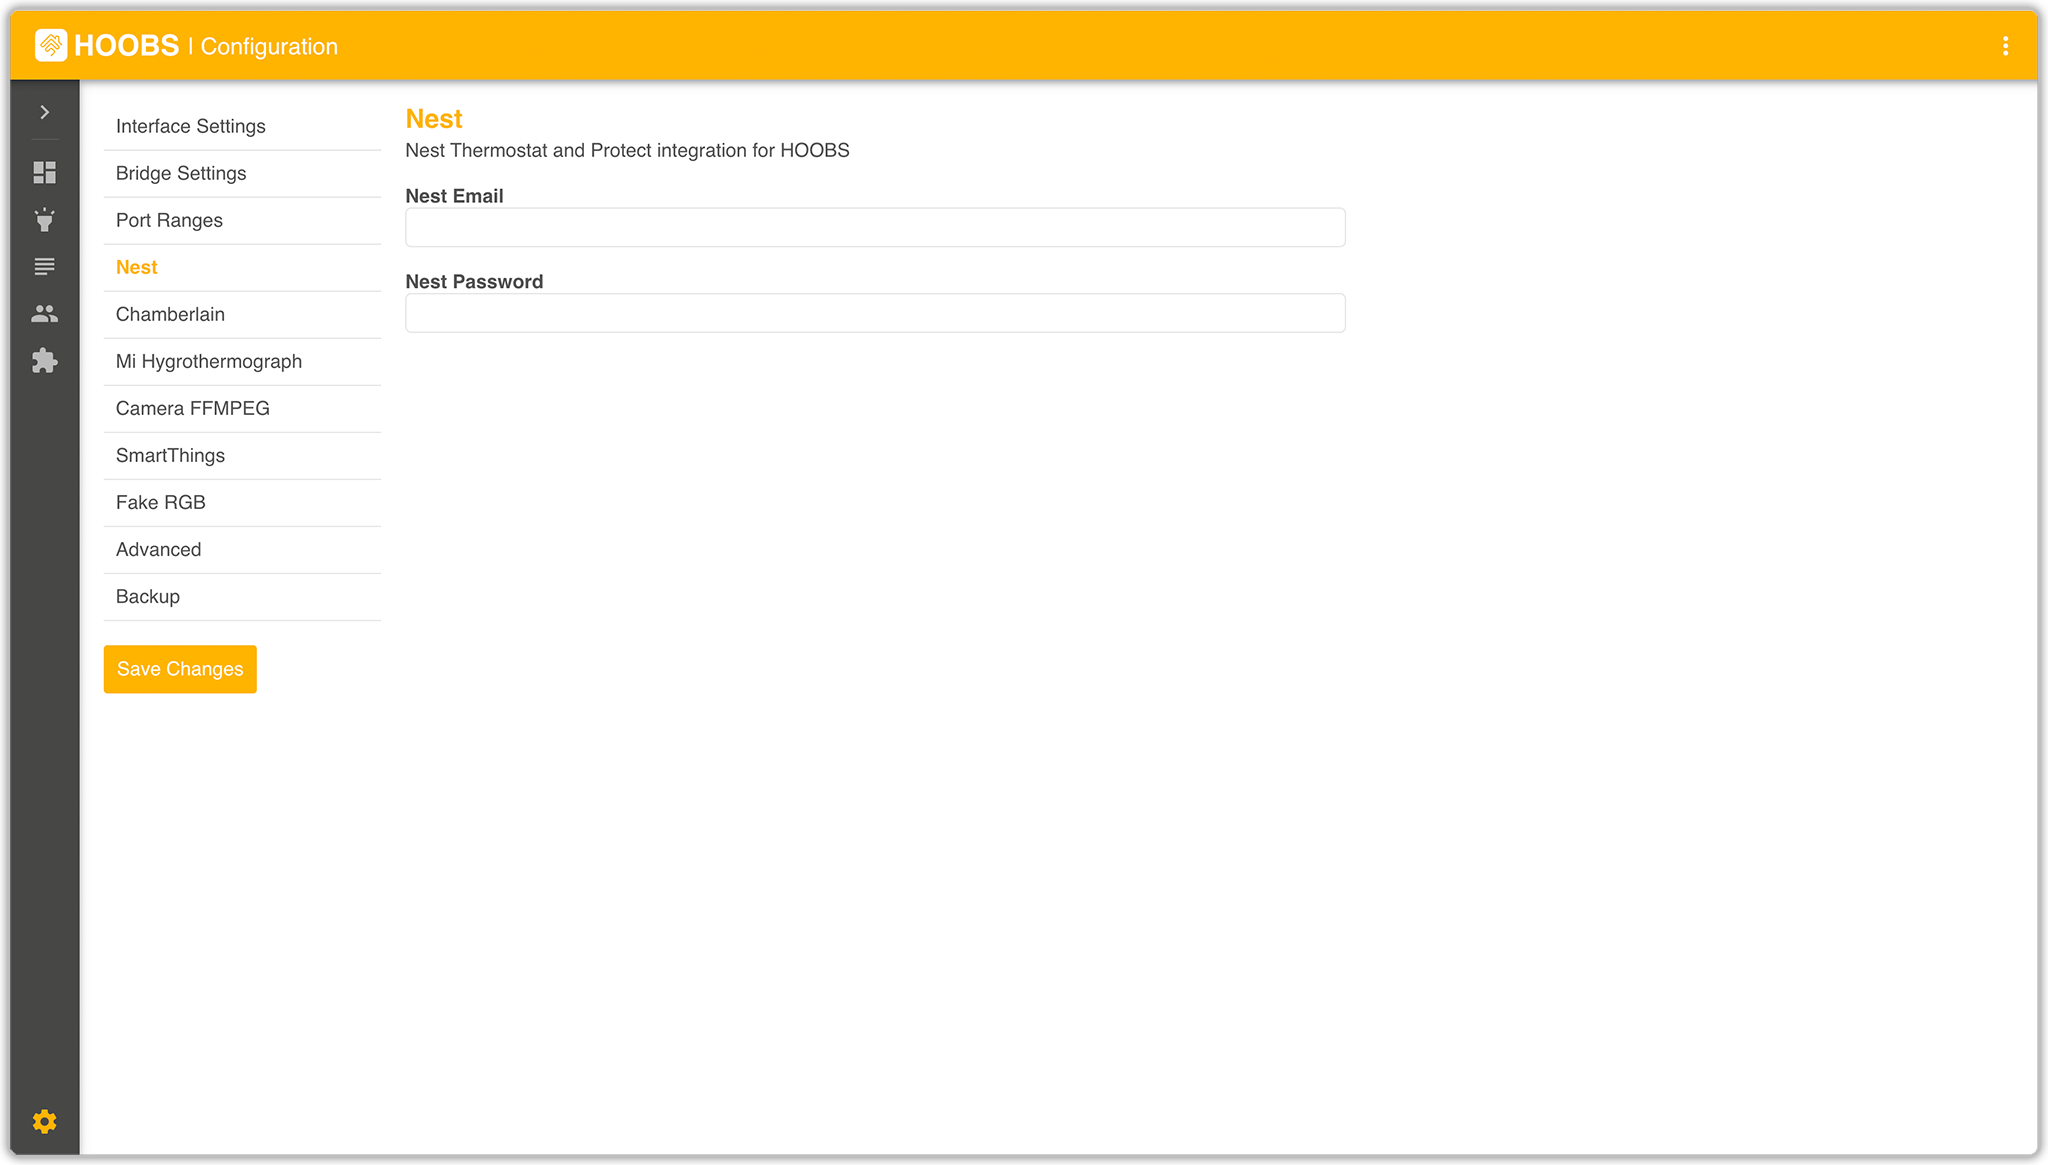 HOOBS | Configuration
Interface Settings
Bridge Settings
Port Ranges
Nest
Chamberlain
Mi Hygrothermograph
Camera FFMPEG
SmartThings
Fake RGB
Advanced
Backup
Save Changes
Nest
Nest Thermostat and Protect integration for HOOBS
Nest Email
Nest Password